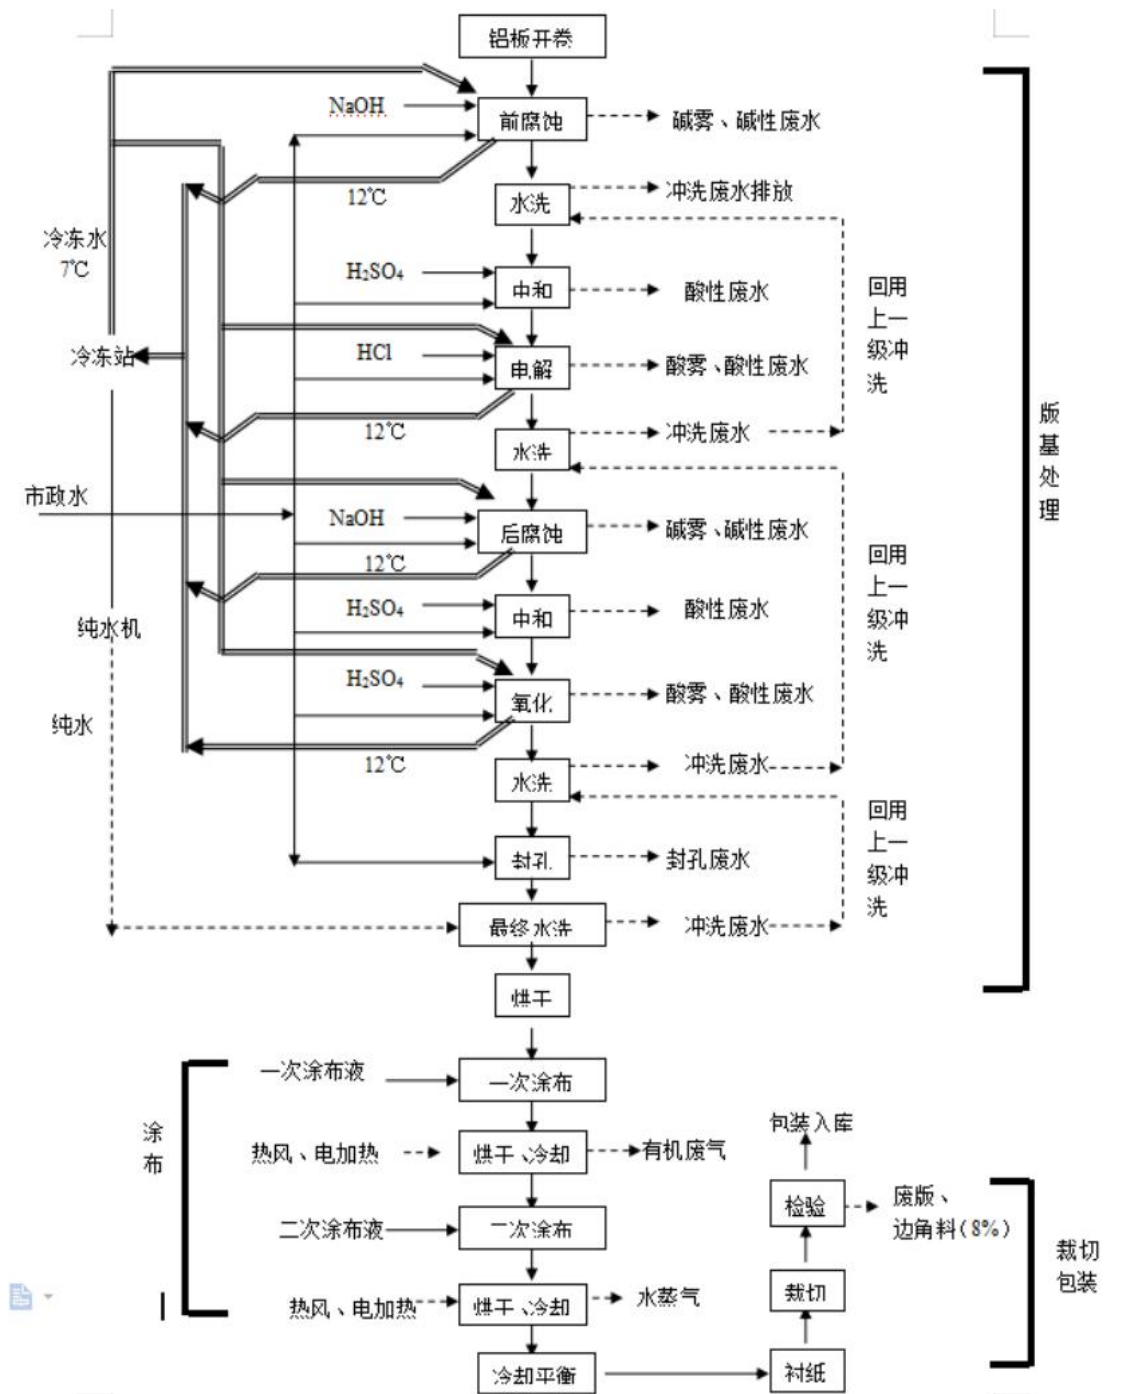 铝板开卷
NaOH
前腐蚀
碱雾、碱性废水
12℃
水洗
冲洗废水排放
冷冻水
7℃
H₂SO₄
中和
酸性废水
回用
上一
级冲
洗
冷冻站
HCl
电解
酸雾、酸性废水
12℃
水洗
冲洗废水
版
基
处
理
市政水
NaOH
后腐蚀
碱雾、碱性废水
12℃
回用
上一
级冲
洗
H₂SO₄
中和
酸性废水
纯水机
H₂SO₄
氧化
酸雾、酸性废水
纯水
12℃
水洗
冲洗废水
回用
上一
级冲
洗
封孔
封孔废水
最终水洗
冲洗废水
烘干
涂
布
一次涂布液
一次涂布
热风、电加热
烘干、冷却
有机废气
二次涂布液
二次涂布
热风、电加热
烘干、冷却
水蒸气
冷却平衡
包装入库
检验
废版、
边角料(8%)
裁切
衬纸
裁切
包装